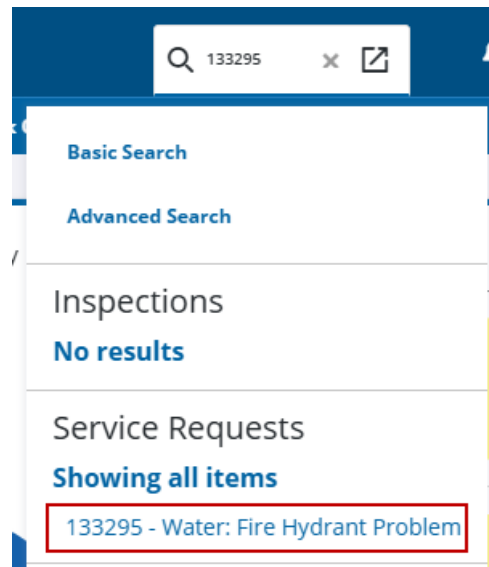 133295
Basic Search
Advanced Search
Inspections
No results
Service Requests
Showing all items
133295 - Water: Fire Hydrant Problem